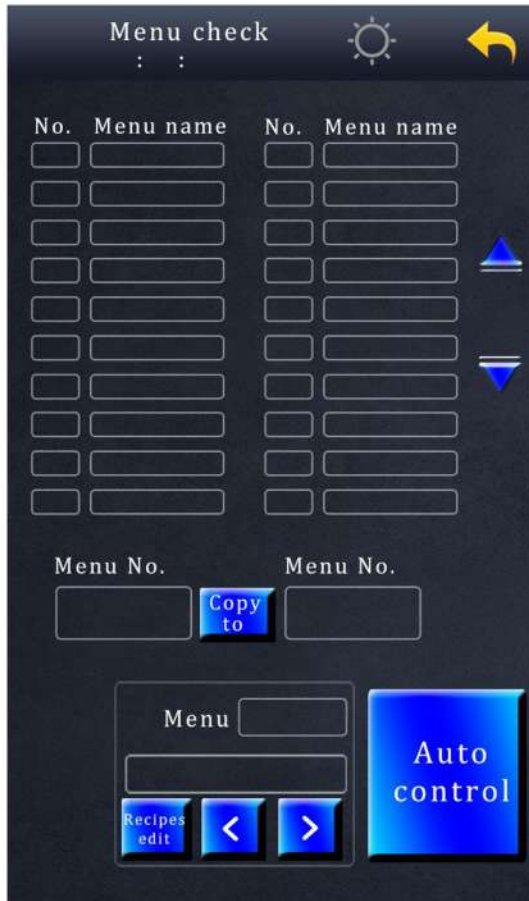 Menu check
: :
No. Menu name No. Menu name
Menu No. Menu No.
Copy
to
Menu
Auto
control
Recipes
edit
< >